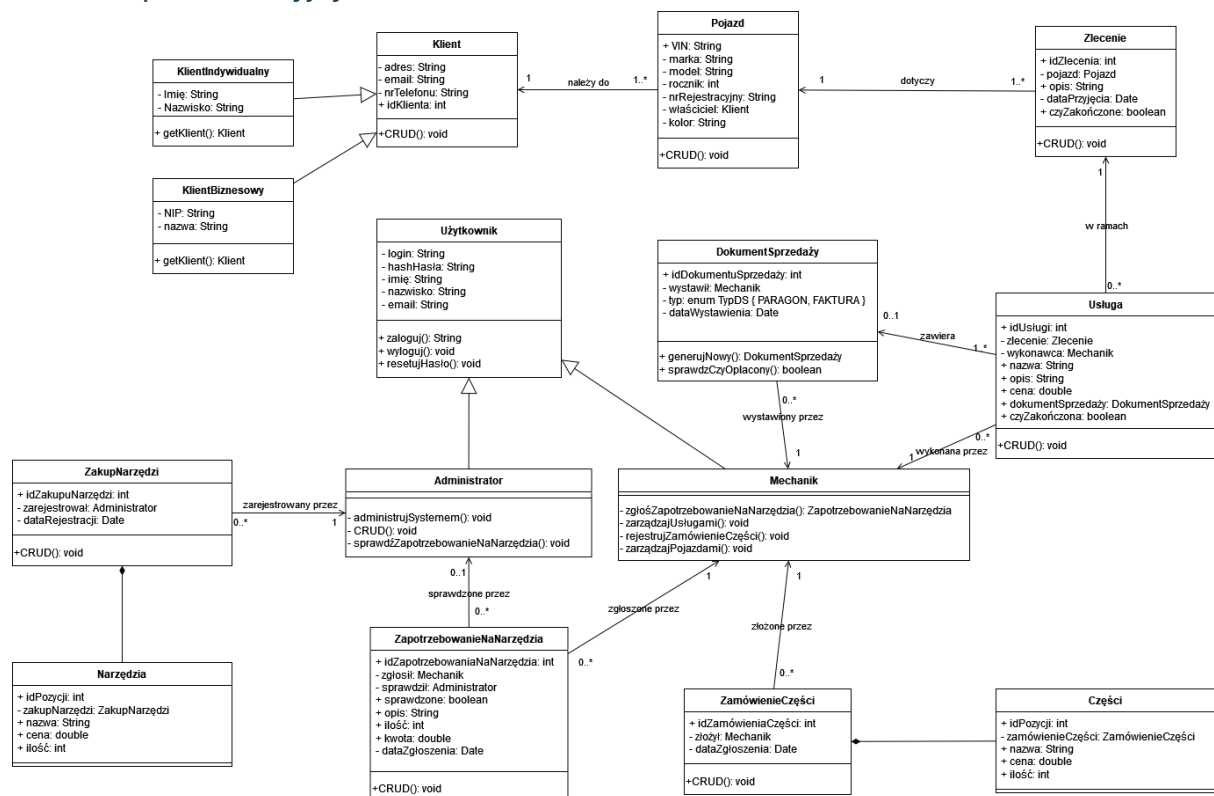 Klient
- adres: String
- email: String
- nrTelefonu: String
+ idKlienta: int
+CRUD(): void
KlientIndywidualny
- Imię: String
- Nazwisko: String
+ getKlient(): Klient
KlientBiznesowy
- NIP: String
- nazwa: String
+ getKlient(): Klient
1
należy do
1..*
Pojazd
+ VIN: String
- marka: String
- model: String
- rocznik: int
- nrRejestracyjny: String
- właściciel: Klient
- kolor: String
+CRUD(): void
1
dotyczy
1..*
Zlecenie
+ idZlecenia: int
- pojazd: Pojazd
+ opis: String
- dataPrzyjęcia: Date
+ czyZakończone: boolean
+CRUD(): void
1
w ramach
0..*
Użytkownik
- login: String
- hashHasła: String
- imię: String
- nazwisko: String
- email: String
+ zaloguj(): String
+ wyloguj(): void
+ resetujHasło(): void
DokumentSprzedaży
+ idDokumentuSprzedaży: int
- wystawił: Mechanik
- typ: enum TypDS { PARAGON, FAKTURA }
- dataWystawienia: Date
+ generujNowy(): DokumentSprzedaży
+ sprawdzCzyOplacony(): boolean
0..1
zawiera
1..*
Usługa
+ idUsługi: int
- zlecenie: Zlecenie
- wykonawca: Mechanik
+ nazwa: String
+ opis: String
+ cena: double
+ dokumentSprzedaży: DokumentSprzedaży
+ czyZakończona: boolean
+CRUD(): void
0..*
wystawiony przez
1
0..*
wykonana przez
1
ZakupNarzędzi
+ idZakupuNarzędzi: int
- zarejestrował: Administrator
- dataRejestracji: Date
+CRUD(): void
zarejestrowany przez
0..*
1
Administrator
- administrujSystemem(): void
- CRUD(): void
- sprawdźZapotrzebowanieNaNarzędzia(): void
Mechanik
- zgłośZapotrzebowanieNaNarzędzia(): ZapotrzebowanieNaNarzędzia
- zarządzajUsługami(): void
- rejestrujZamówienieCzęści(): void
- zarządzajPojazdami(): void
0..1
sprawdzone przez
0..*
1
zgłoszone przez
0..*
1
złożone przez
0..*
Narzędzia
+ idPozycji: int
- zakupNarzędzi: ZakupNarzędzi
+ nazwa: String
+ cena: double
+ ilość: int
ZapotrzebowanieNaNarzędzia
+ idZapotrzebowaniaNaNarzędzia: int
- zgłosił: Mechanik
- sprawdził: Administrator
+ sprawdzone: boolean
+ opis: String
+ ilość: int
+ kwota: double
- dataZgłoszenia: Date
+CRUD(): void
ZamówienieCzęści
+ idZamówieniaCzęści: int
- złożył: Mechanik
- dataZgłoszenia: Date
+CRUD(): void
Części
+ idPozycji: int
- zamówienieCzęści: ZamówienieCzęści
+ nazwa: String
+ cena: double
+ ilość: int